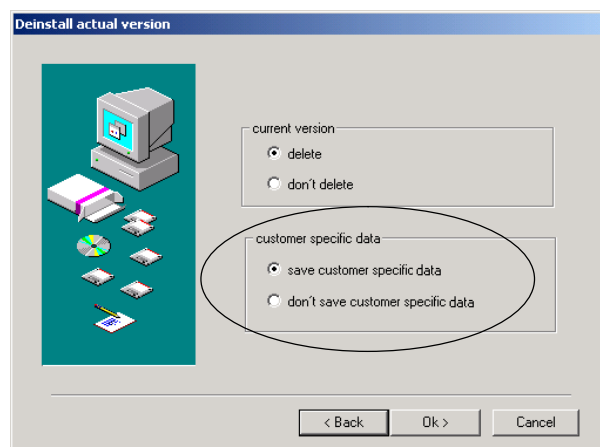 Deinstall actual version
current version
delete
don´t delete
customer specific data
save customer specific data
don´t save customer specific data
< Back
Ok >
Cancel